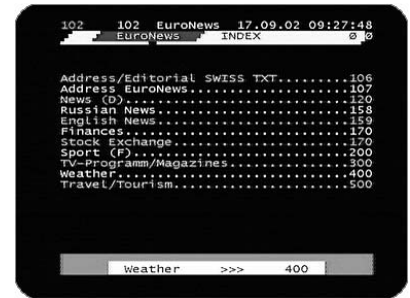 102 102 EuroNews 17.09.02 09:27:48
EuroNews INDEX
Address/Editorial SWISS TXT.........106
Address EuroNews....................107
News (D)............................120
Russian News........................158
English News........................159
Finances............................170
Stock Exchange......................170
Sport (F)...........................200
TV-Programm/Magazines...............300
Weather.............................400
Travel/Tourism......................500
Weather >>> 400